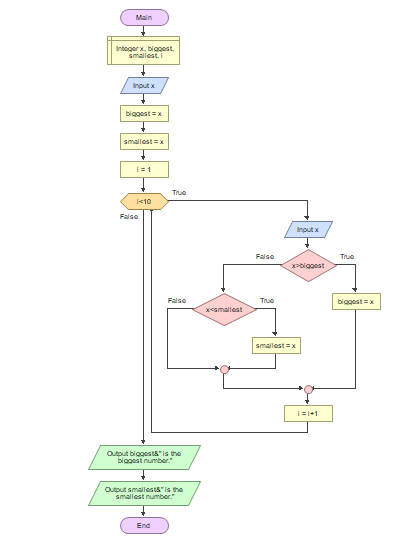 Main
Integer x, biggest,
smallest, i
Input x
biggest = x
smallest = x
i = 1
i<10
True
False
Input x
x>biggest
False
True
biggest = x
x<smallest
False
True
smallest = x
i = i+1
Output biggest&" is the
biggest number."
Output smallest&" is the
smallest number."
End